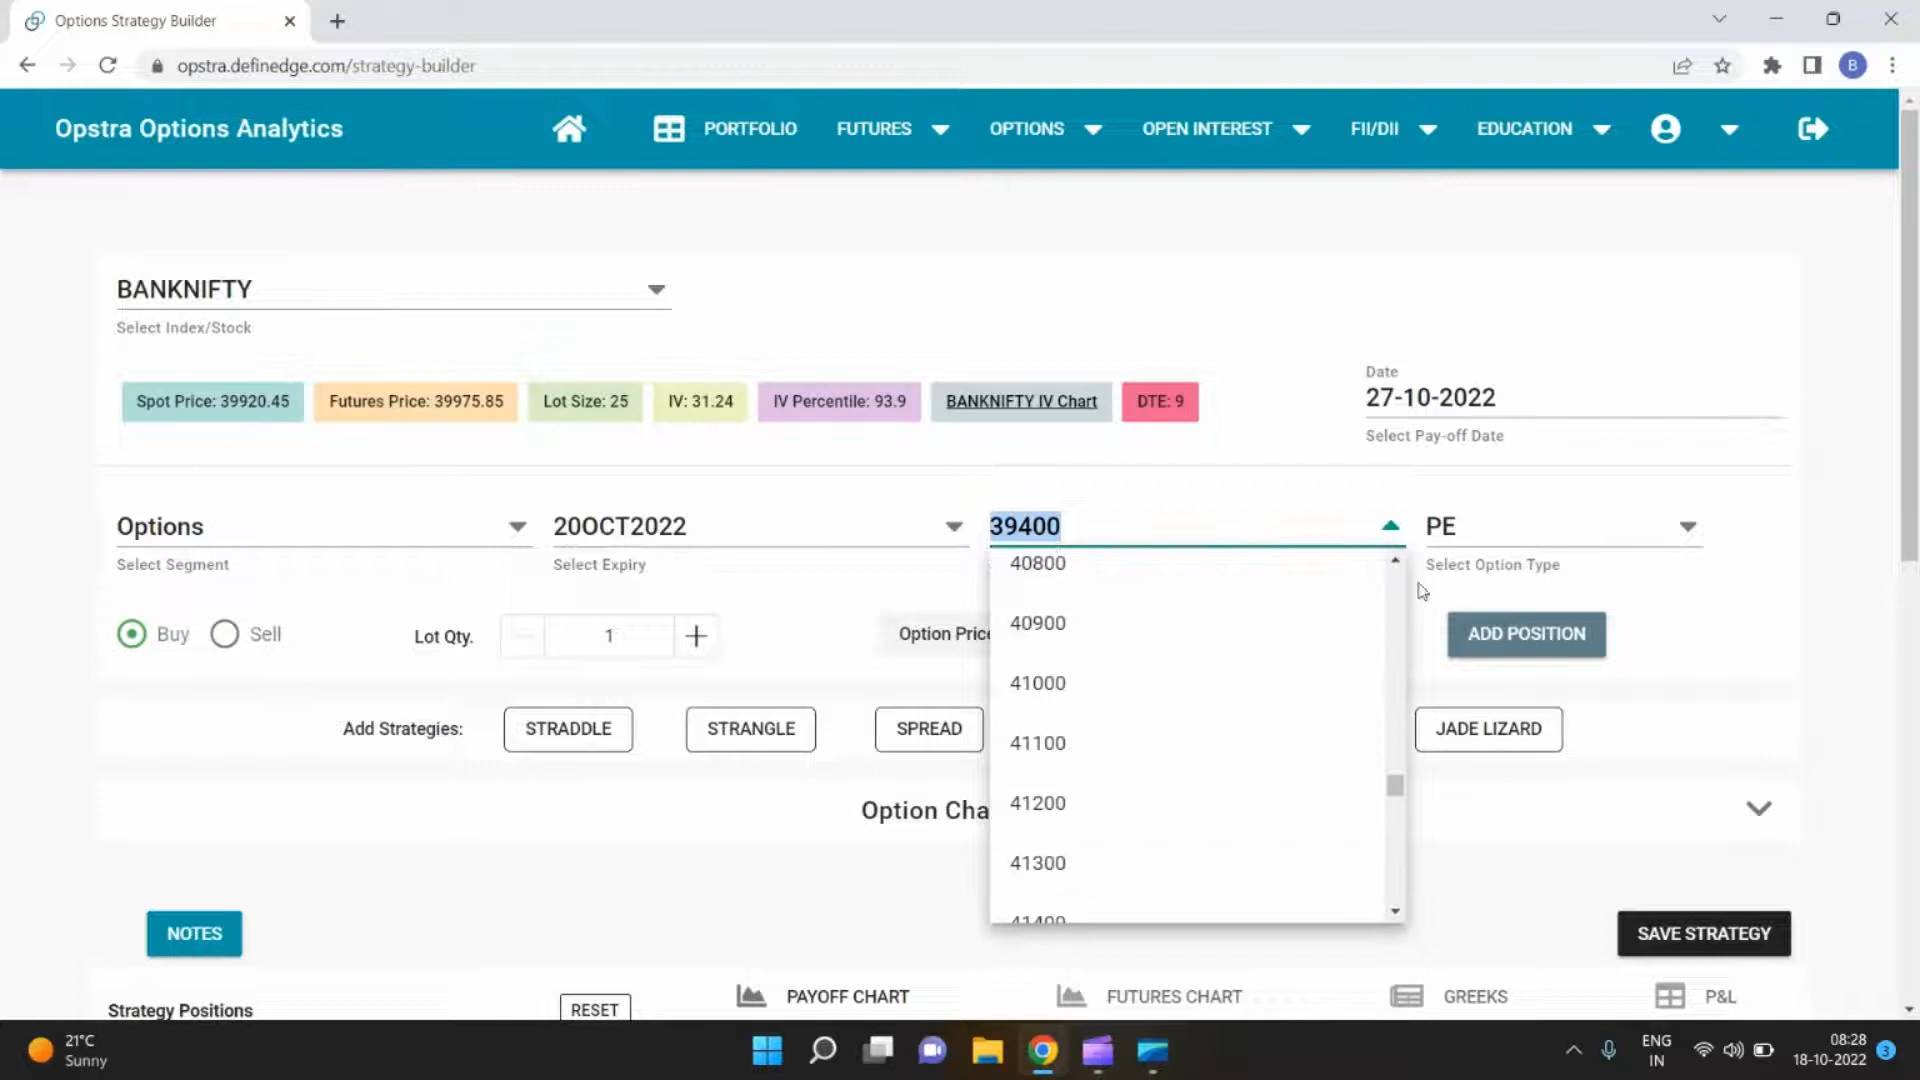 Options Strategy Builder
opstra.definedge.com/strategy-builder
B
Opstra Options Analytics
PORTFOLIO
FUTURES
OPTIONS
OPEN INTEREST
FII/DII
EDUCATION
BANKNIFTY
Select Index/Stock
Spot Price: 39920.45
Futures Price: 39975.85
Lot Size: 25
IV: 31.24
IV Percentile: 93.9
BANKNIFTY IV Chart
DTE: 9
Date
27-10-2022
Select Pay-off Date
Options
Select Segment
20OCT2022
Select Expiry
39400
PE
Select Option Type
40800
40900
41000
41100
41200
41300
41400
Buy
Sell
Lot Qty.
1
Option Price
ADD POSITION
Add Strategies:
STRADDLE
STRANGLE
SPREAD
JADE LIZARD
Option Cha
NOTES
SAVE STRATEGY
Strategy Positions
RESET
PAYOFF CHART
FUTURES CHART
GREEKS
P&L
21°C
Sunny
ENG
IN
08:28
18-10-2022
3